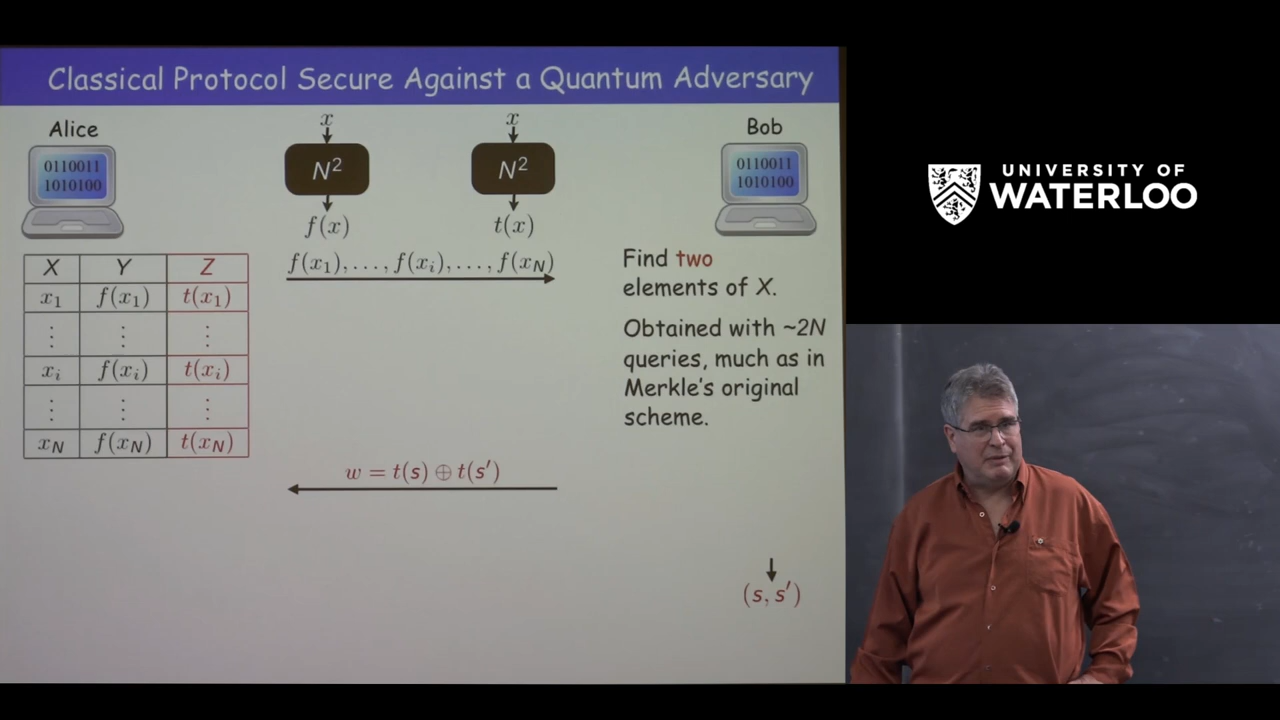 Classical Protocol Secure Against a Quantum Adversary
Alice
x
x
Bob
0110011
1010100
N²
N²
0110011
1010100
f(x)
t(x)
X Y Z
x₁ f(x₁) t(x₁)
⋮ ⋮ ⋮
xᵢ f(xᵢ) t(xᵢ)
⋮ ⋮ ⋮
x_N f(x_N) t(x_N)
f(x₁), . . . , f(xᵢ), . . . , f(x_N)
Find two
elements of X.
Obtained with ~2N
queries, much as in
Merkle's original
scheme.
w = t(s) ⊕ t(s′)
(s, s′)
UNIVERSITY OF
WATERLOO